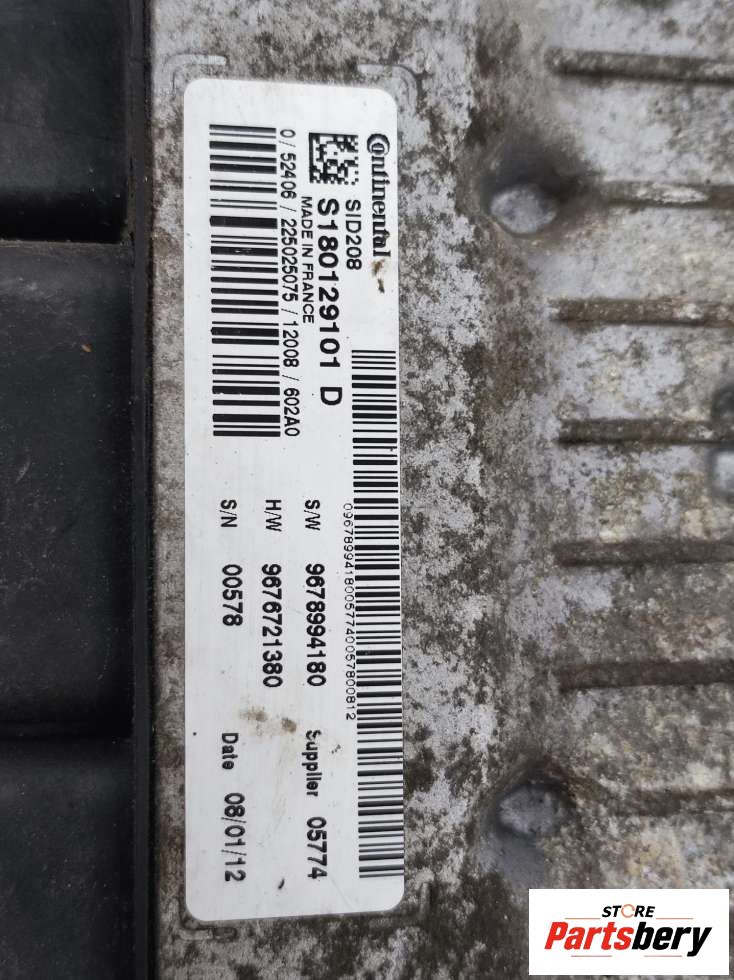 Continental
SID208
S180129101 D
MADE IN FRANCE
0/ 52406 / 225025075 / 12008 / 602A0
09678994180057740057800812
S/W 9678994180 Supplier 05774
H/W 9676721380
S/N 00578 Date 08/01/12
STORE
Partsbery